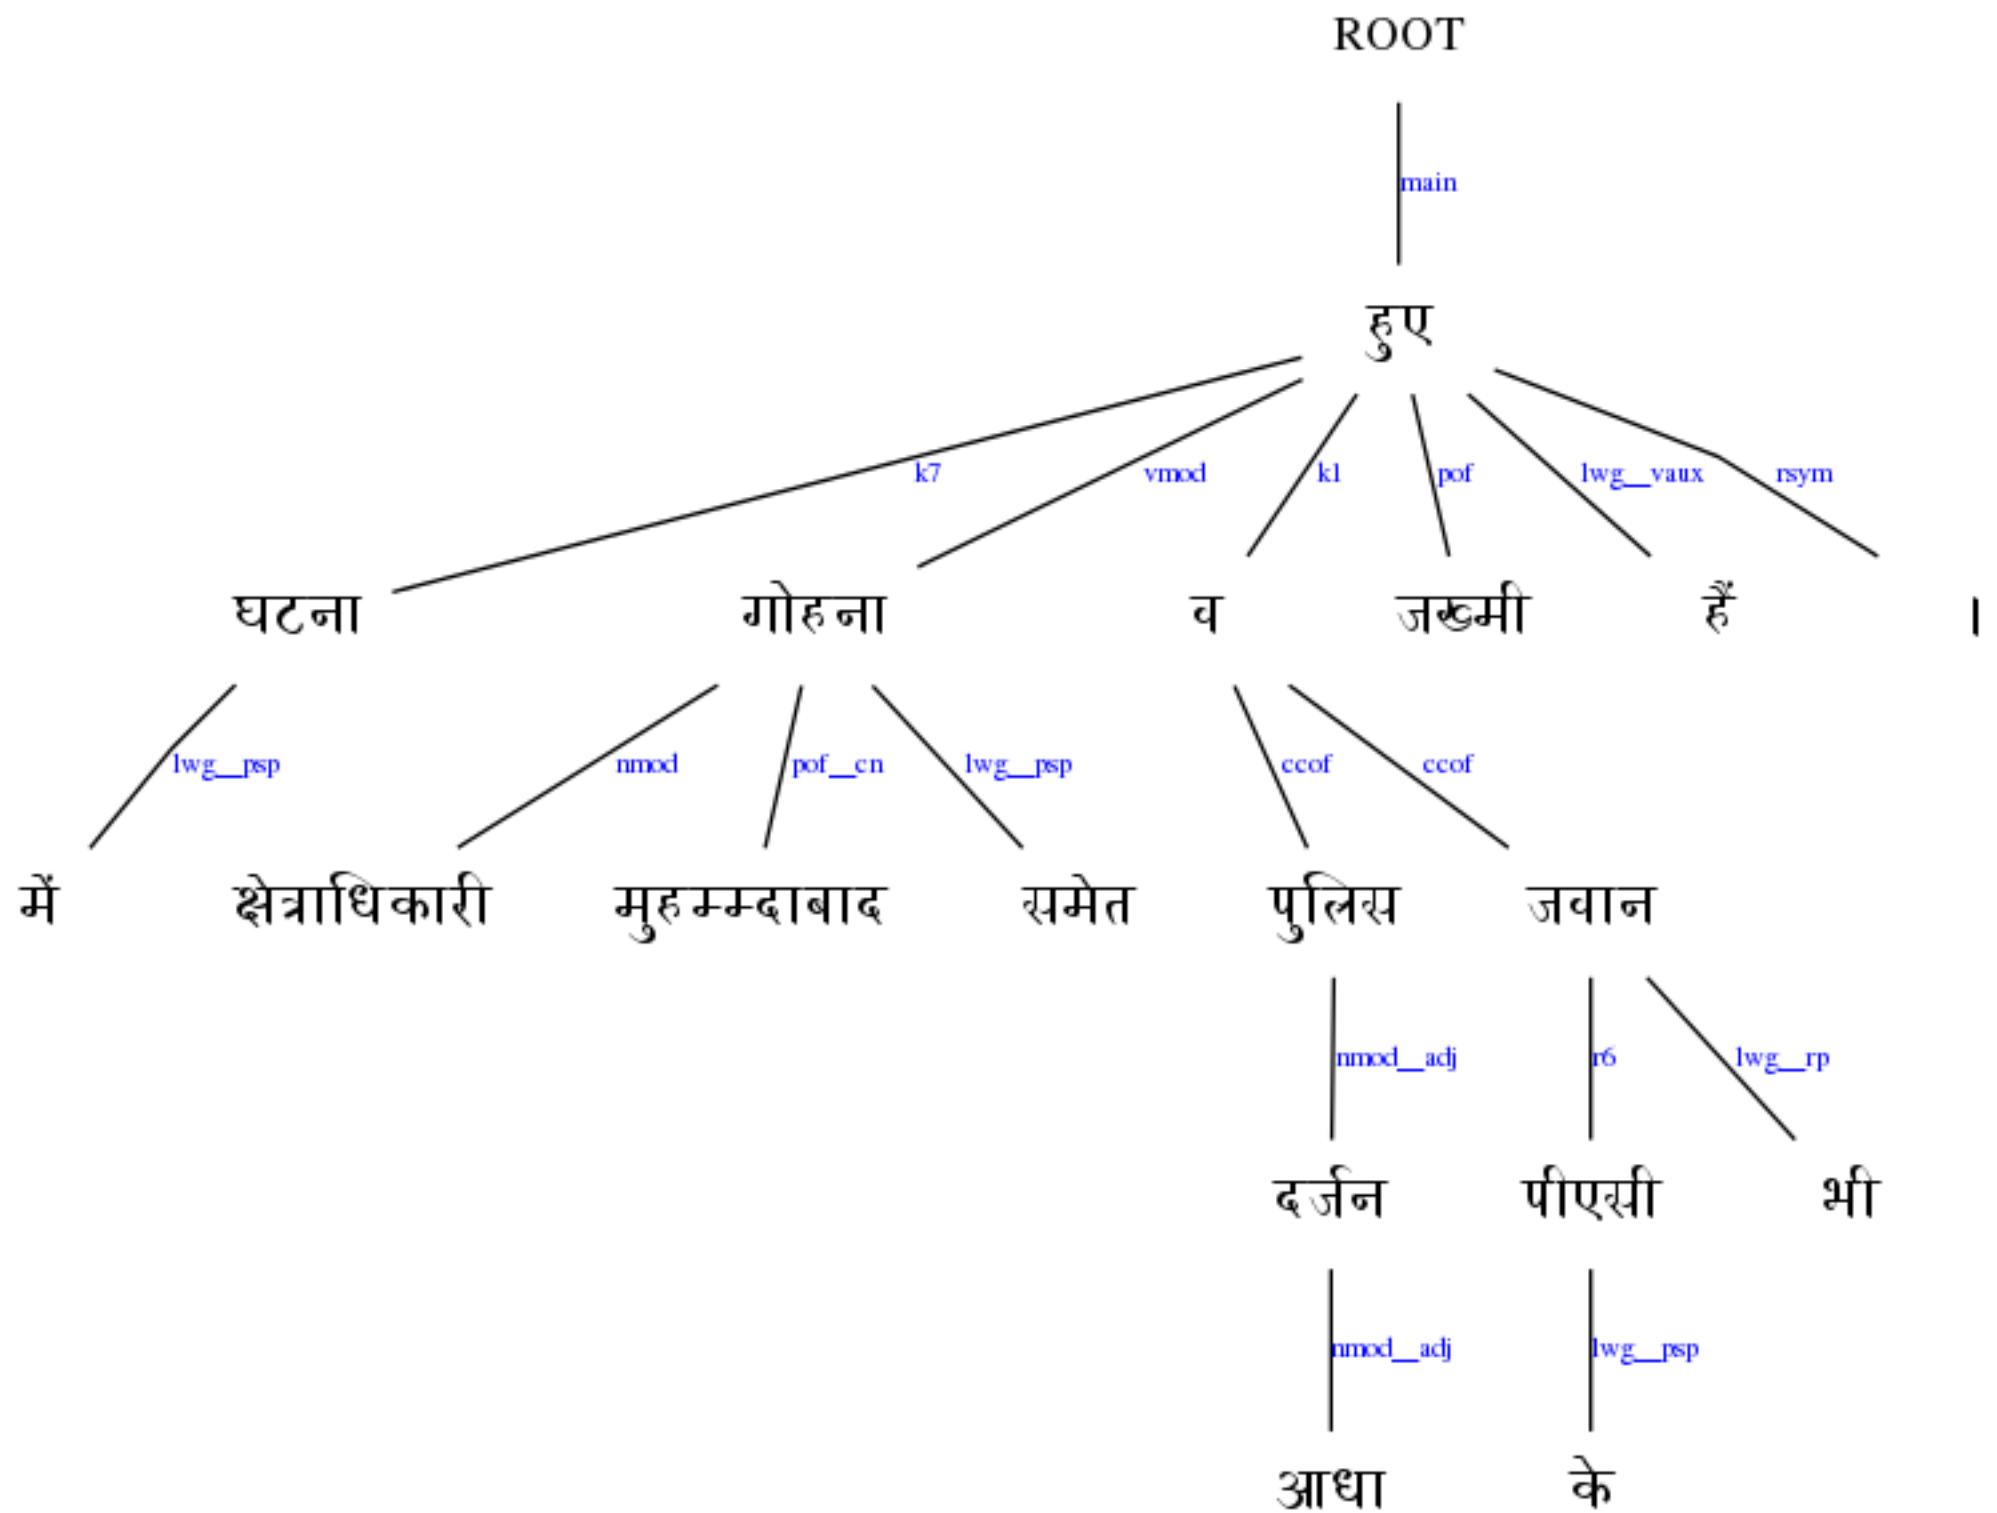 ROOT
main
हुए
k7 vmod k1 pof lwg__vaux rsym
घटना गोहना व जख्मी हैं ।
lwg__psp nmod pof__cn lwg__psp ccof ccof
में क्षेत्राधिकारी मुहम्म्दाबाद समेत पुलिस जवान
nmod__adj r6 lwg__rp
दर्जन पीएसी भी
nmod__adj lwg__psp
आधा के